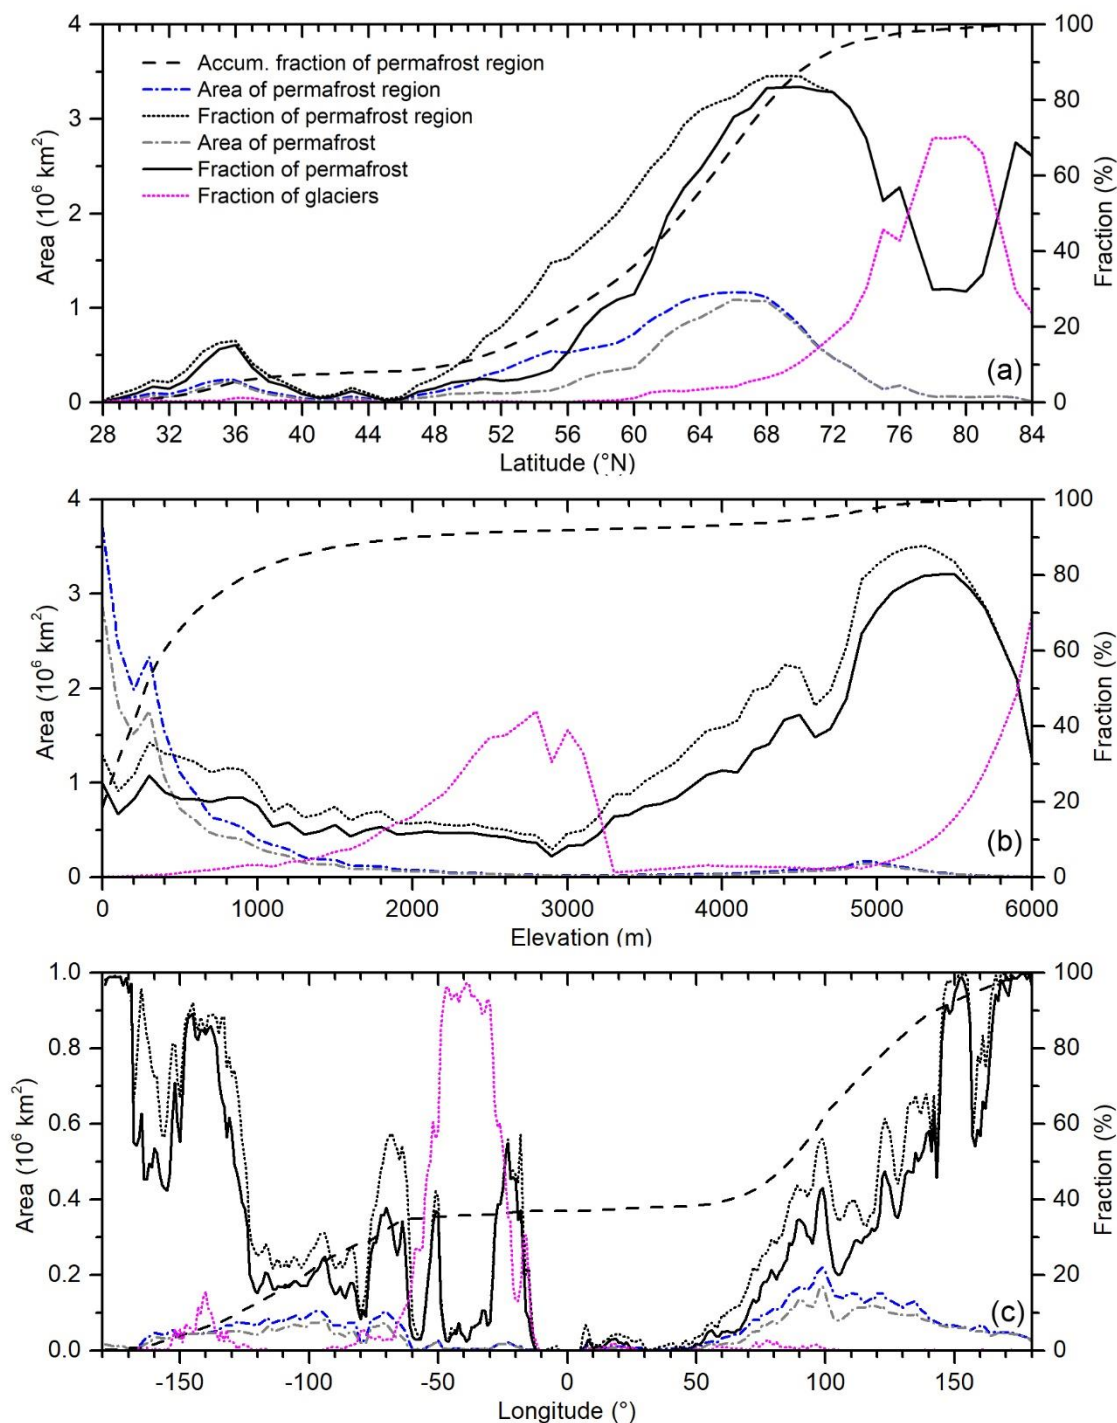 4 100
Accum. fraction of permafrost region
Area of permafrost region
3 Fraction of permafrost region 80
Area of permafrost
Fraction of permafrost
Fraction of glaciers 60
2
40
1
20
(a)
0 0
Area (10⁶ km²)
Fraction (%)
28 32 36 40 44 48 52 56 60 64 68 72 76 80 84
Latitude (°N)
4 100
80
3
60
2
40
1
20
(b)
0 0
Area (10⁶ km²)
Fraction (%)
0 1000 2000 3000 4000 5000 6000
Elevation (m)
1.0 100
0.8 80
0.6 60
0.4 40
0.2 20
(c)
0.0 0
Area (10⁶ km²)
Fraction (%)
-150 -100 -50 0 50 100 150
Longitude (°)